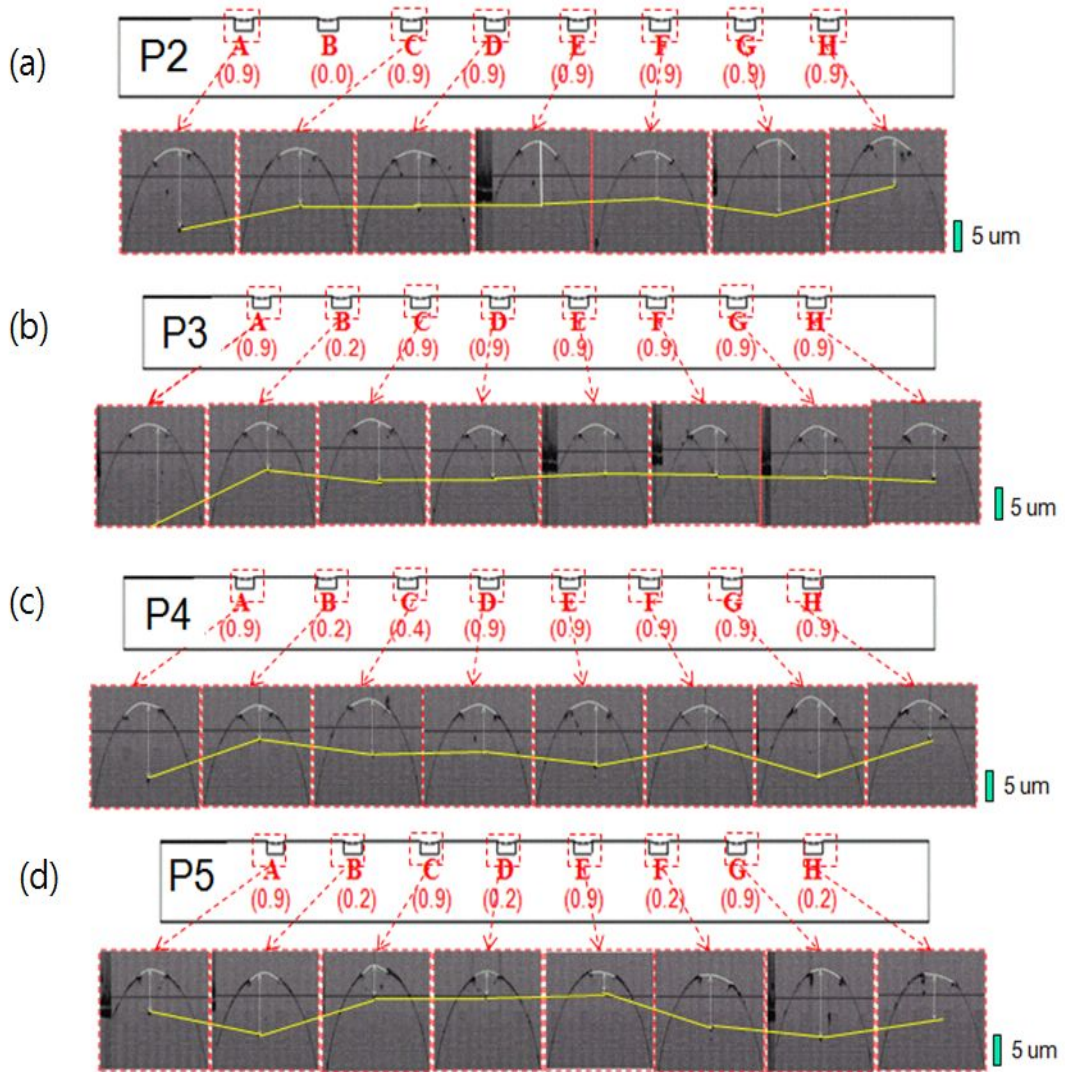 (a)
P2
A B C D E F G H
(0.9) (0.0) (0.9) (0.9) (0.9) (0.9) (0.9) (0.9)
5 um
(b)
P3
A B C D E F G H
(0.9) (0.2) (0.9) (0.9) (0.9) (0.9) (0.9) (0.9)
5 um
(c)
P4
A B C D E F G H
(0.9) (0.2) (0.4) (0.9) (0.9) (0.9) (0.9) (0.9)
5 um
(d)
P5
A B C D E F G H
(0.9) (0.2) (0.9) (0.2) (0.9) (0.2) (0.9) (0.2)
5 um